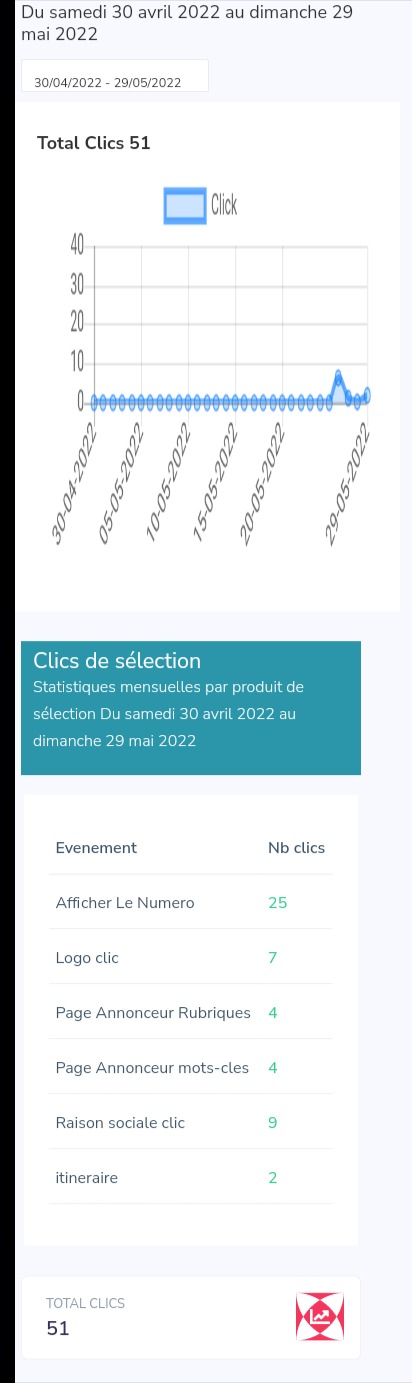 Du samedi 30 avril 2022 au dimanche 29
mai 2022
30/04/2022 - 29/05/2022
Total Clics 51
Click
40
30
20
10
0
30-04-2022
05-05-2022
10-05-2022
15-05-2022
20-05-2022
29-05-2022
Clics de sélection
Statistiques mensuelles par produit de
sélection Du samedi 30 avril 2022 au
dimanche 29 mai 2022
Evenement Nb clics
Afficher Le Numero 25
Logo clic 7
Page Annonceur Rubriques 4
Page Annonceur mots-cles 4
Raison sociale clic 9
itineraire 2
TOTAL CLICS
51